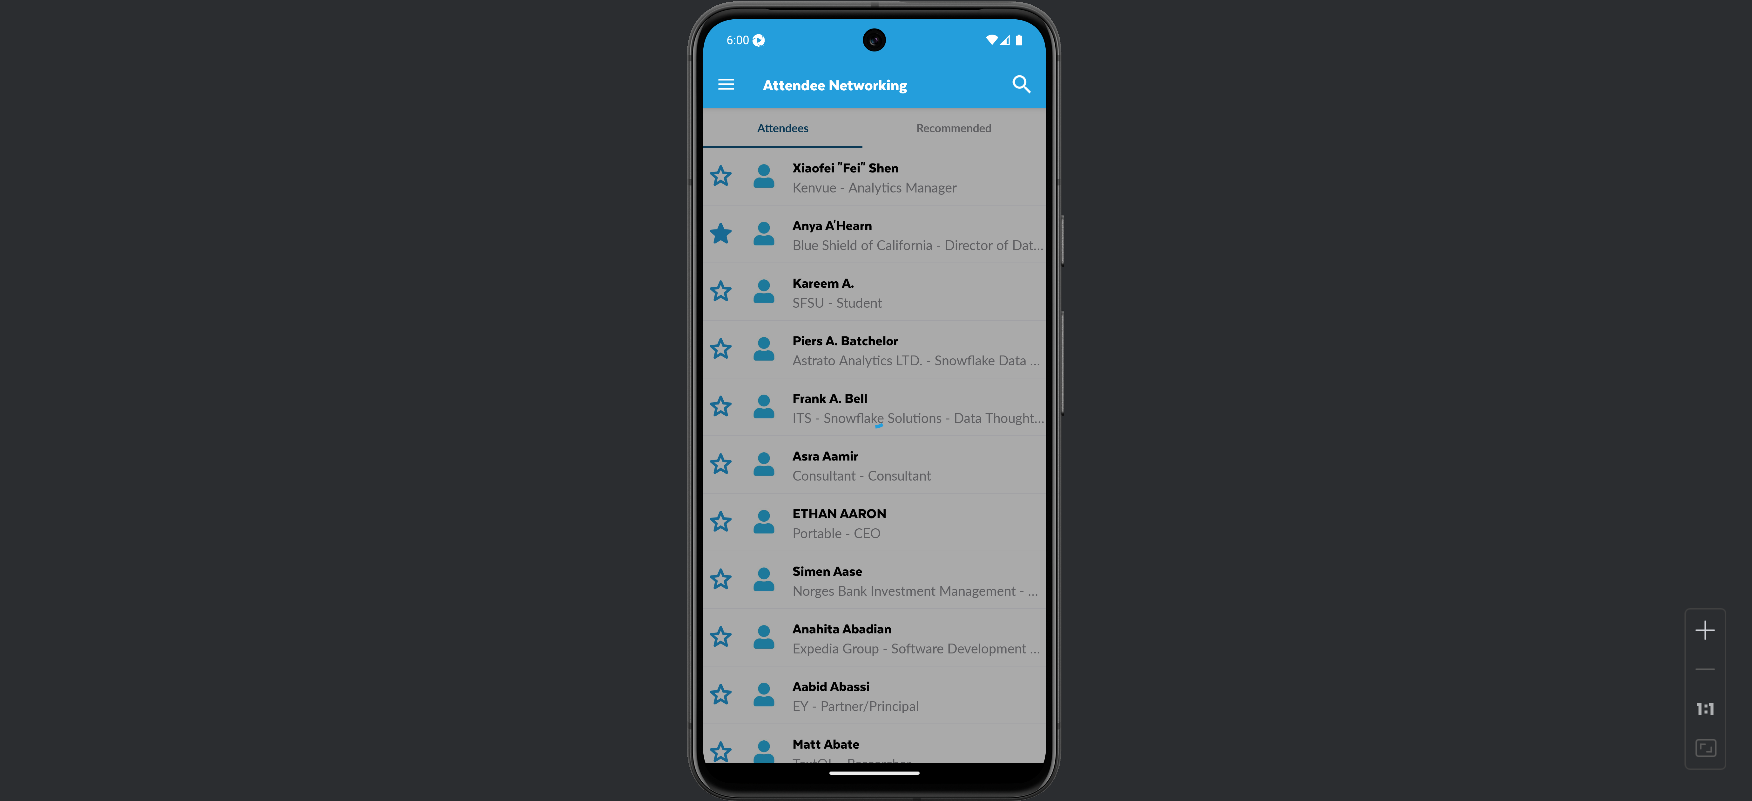 6:00
Attendee Networking
Attendees
Recommended
Xiaofei "Fei" Shen
Kenvue - Analytics Manager
Anya A'Hearn
Blue Shield of California - Director of Dat...
Kareem A.
SFSU - Student
Piers A. Batchelor
Astrato Analytics LTD. - Snowflake Data ...
Frank A. Bell
ITS - Snowflake Solutions - Data Thought...
Asra Aamir
Consultant - Consultant
ETHAN AARON
Portable - CEO
Simen Aase
Norges Bank Investment Management - ...
Anahita Abadian
Expedia Group - Software Development ...
Aabid Abassi
EY - Partner/Principal
Matt Abate
1:1